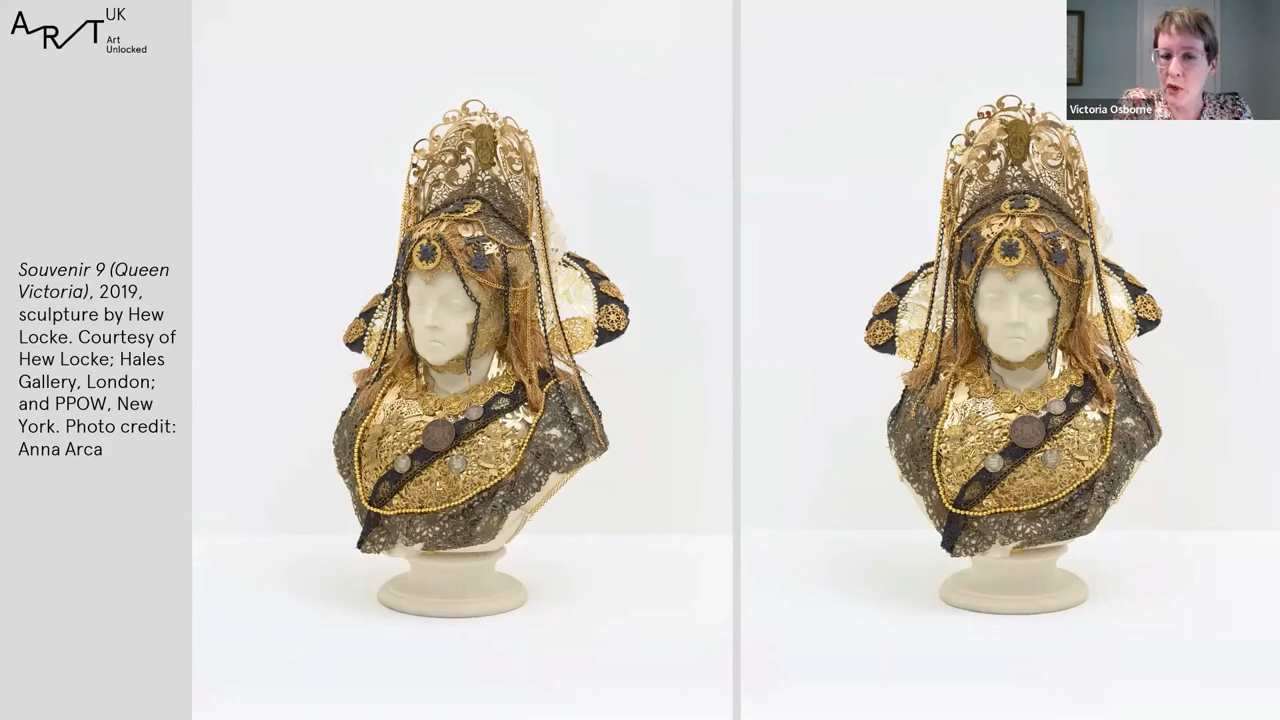 ART UK
Art
Unlocked
Victoria Osborne
Souvenir 9 (Queen
Victoria), 2019,
sculpture by Hew
Locke. Courtesy of
Hew Locke; Hales
Gallery, London;
and PPOW, New
York. Photo credit:
Anna Arca